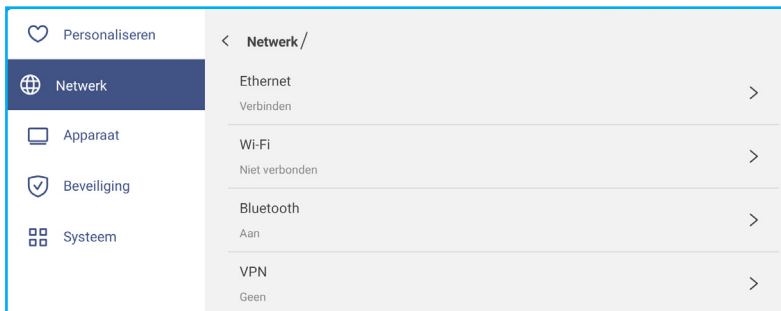 Personaliseren
Netwerk
Apparaat
Beveiliging
Systeem
Netwerk/
Ethernet
Verbinden
Wi-Fi
Niet verbonden
Bluetooth
Aan
VPN
Geen